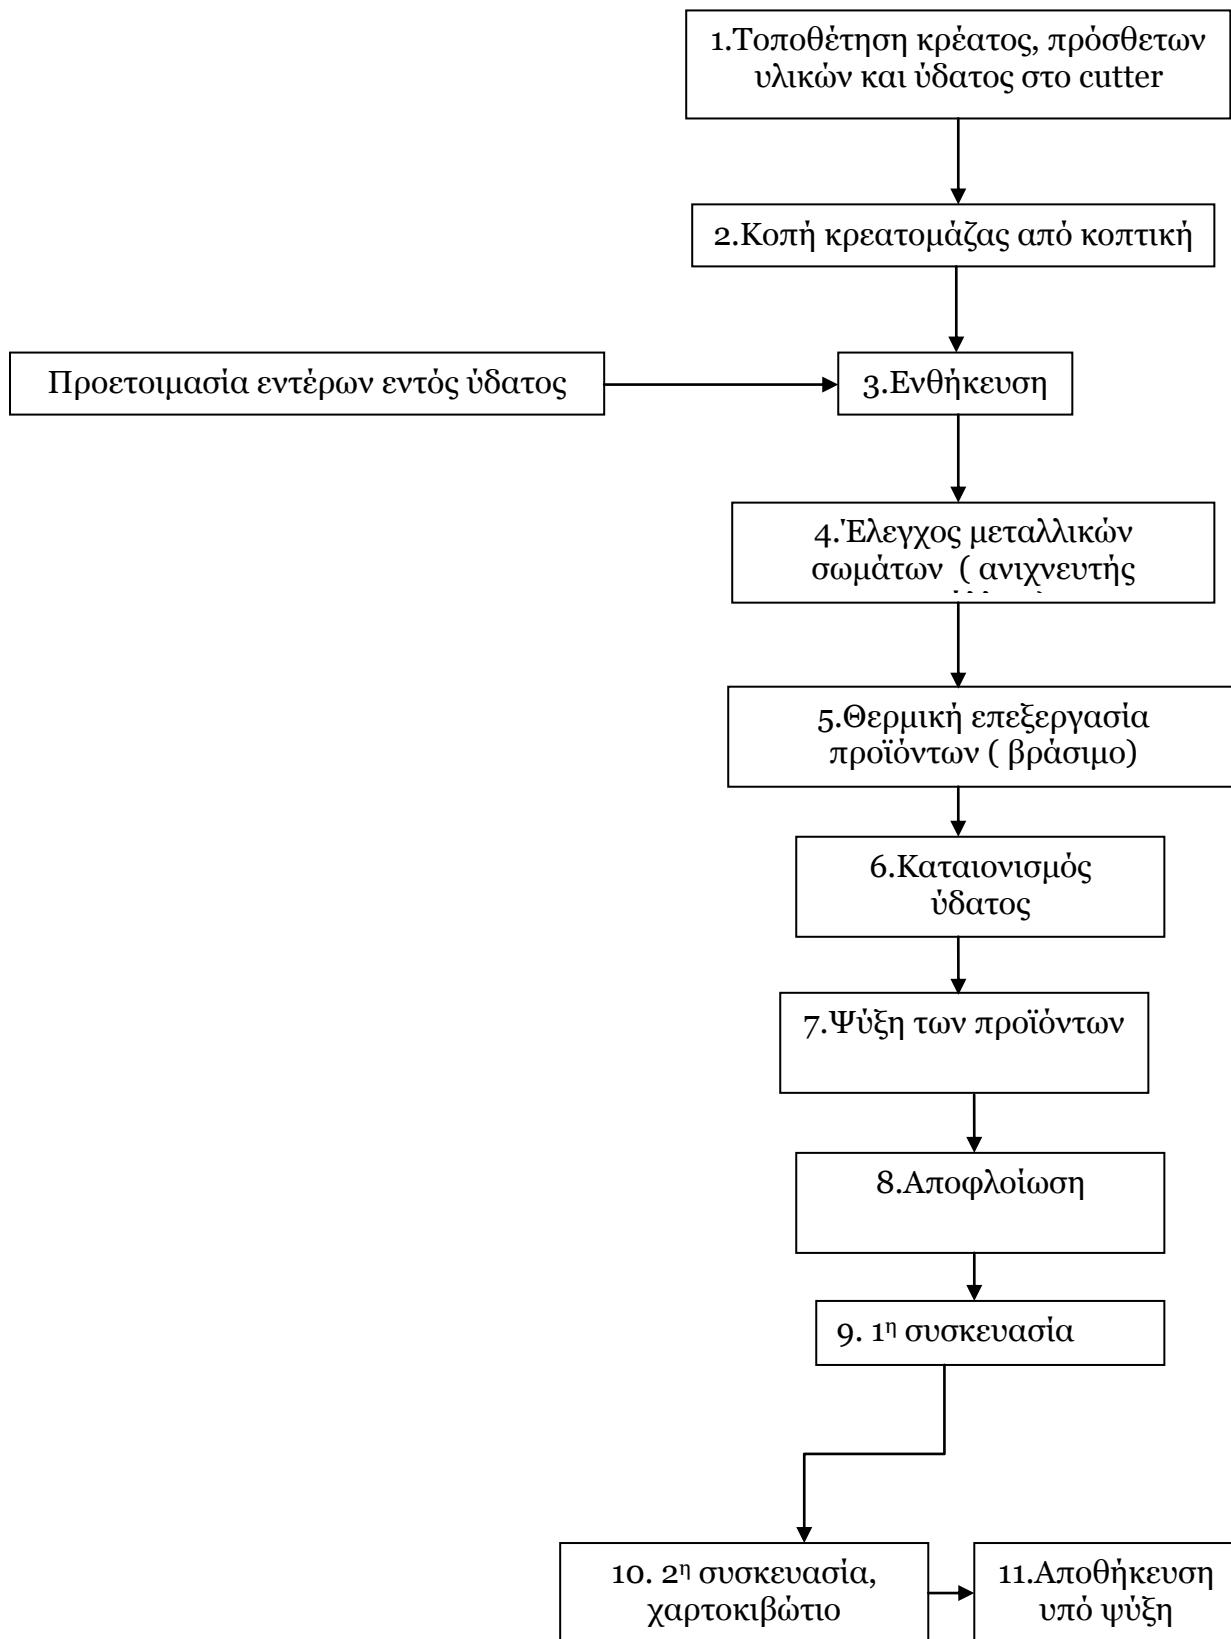 1.Τοποθέτηση κρέατος, πρόσθετων
υλικών και ύδατος στο cutter
2.Κοπή κρεατομάζας από κοπτική
Προετοιμασία εντέρων εντός ύδατος
3.Ενθήκευση
4.Έλεγχος μεταλλικών
σωμάτων ( ανιχνευτής
5.Θερμική επεξεργασία
προϊόντων ( βράσιμο)
6.Καταιονισμός
ύδατος
7.Ψύξη των προϊόντων
8.Αποφλοίωση
9. 1η συσκευασία
10. 2η συσκευασία,
χαρτοκιβώτιο
11.Αποθήκευση
υπό ψύξη